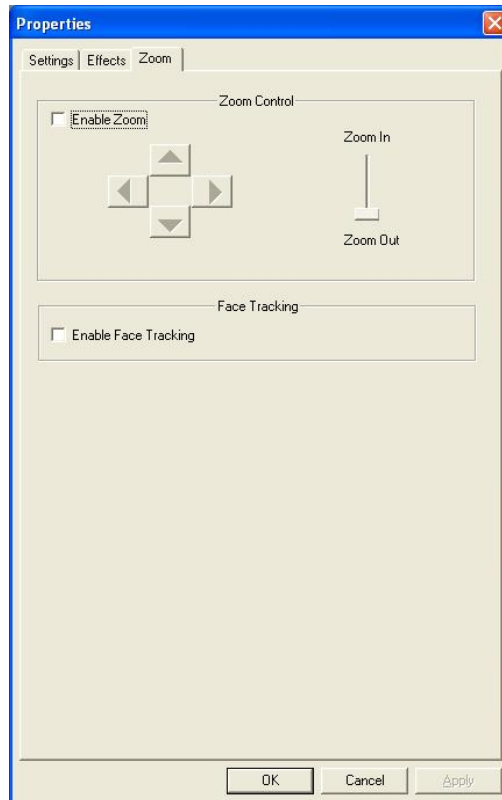 Properties
Settings Effects Zoom
Zoom Control
Enable Zoom
Zoom In
Zoom Out
Face Tracking
Enable Face Tracking
OK Cancel Apply